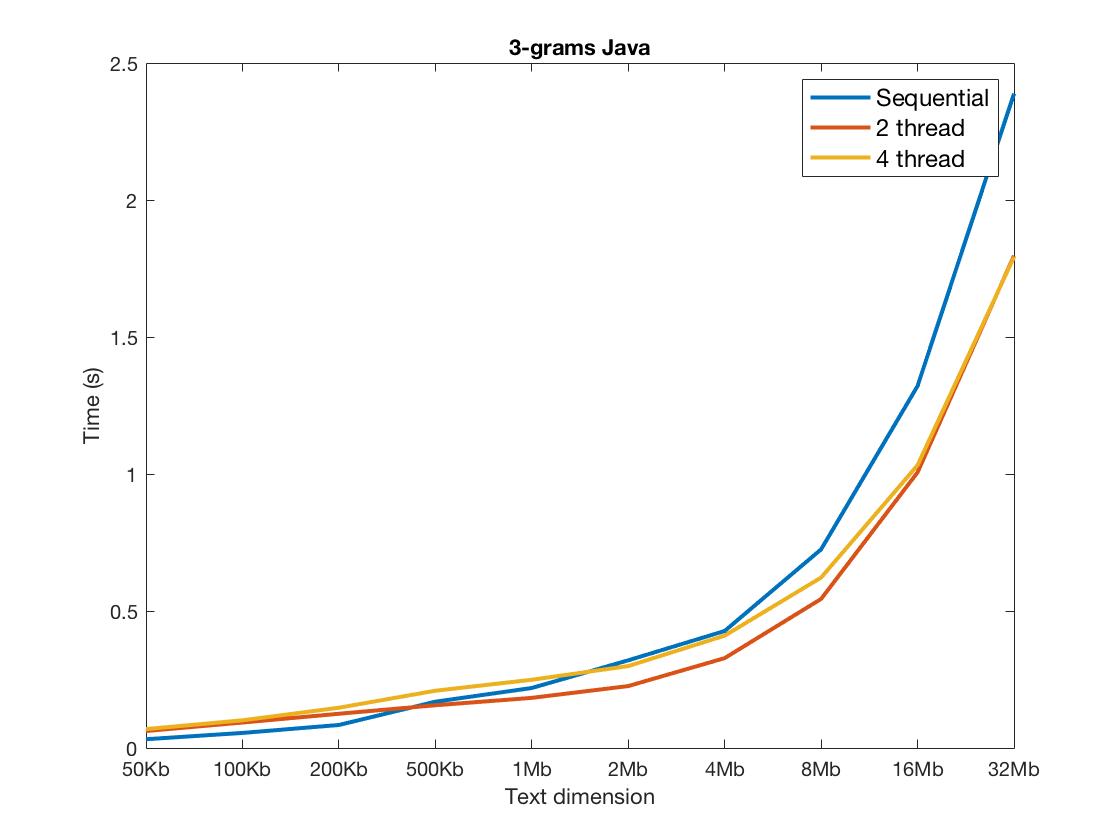 3-grams Java
2.5
2
1.5
1
0.5
0
Time (s)
Sequential
2 thread
4 thread
50Kb 100Kb 200Kb 500Kb 1Mb 2Mb 4Mb 8Mb 16Mb 32Mb
Text dimension